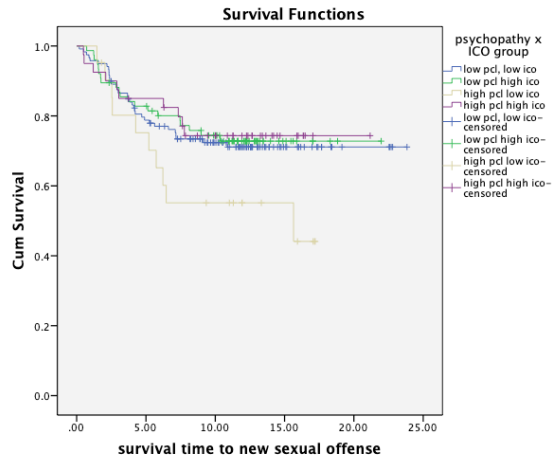 Survival Functions
psychopathy x
ICO group
low pcl, low ico
low pcl high ico
high pcl low ico
high pcl high ico
low pcl, low ico-
censored
low pcl high ico-
censored
high pcl low ico-
censored
high pcl high ico-
censored
Cum Survival
1.0
0.8
0.6
0.4
0.2
0.0
.00
5.00
10.00
15.00
20.00
25.00
survival time to new sexual offense